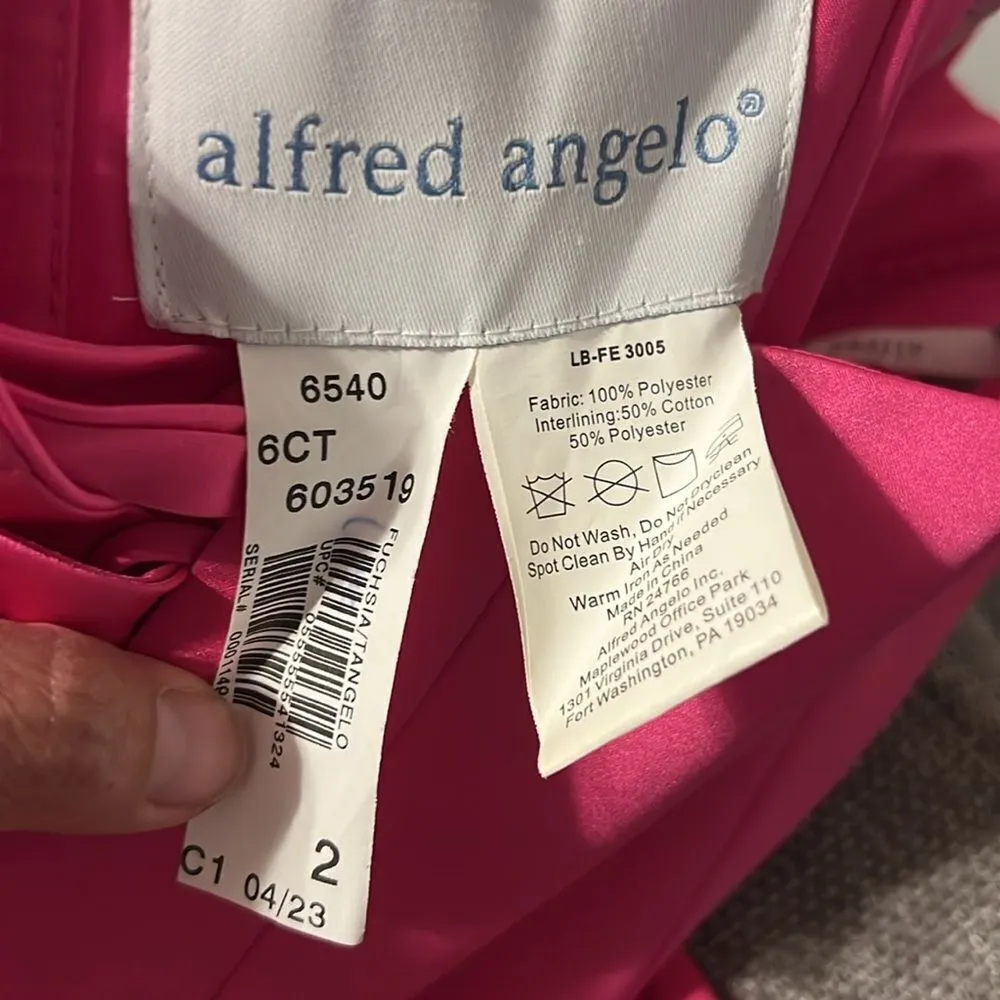 alfred angelo®
6540
6CT
603519
FUCHSIA/TANGELO
SERIAL#
2
C1 04/23
LB-FE 3005
Fabric: 100% Polyester
Interlining:50% Cotton
50% Polyester
Do Not Wash, Do Not Dryclean
Spot Clean By Hand if Necessary
Air Dry
Warm Iron As Needed
Made in China
RN 24766
Alfred Angelo Inc.
Maplewood Office Park
1301 Virginia Drive, Suite 110
Fort Washington, PA 19034